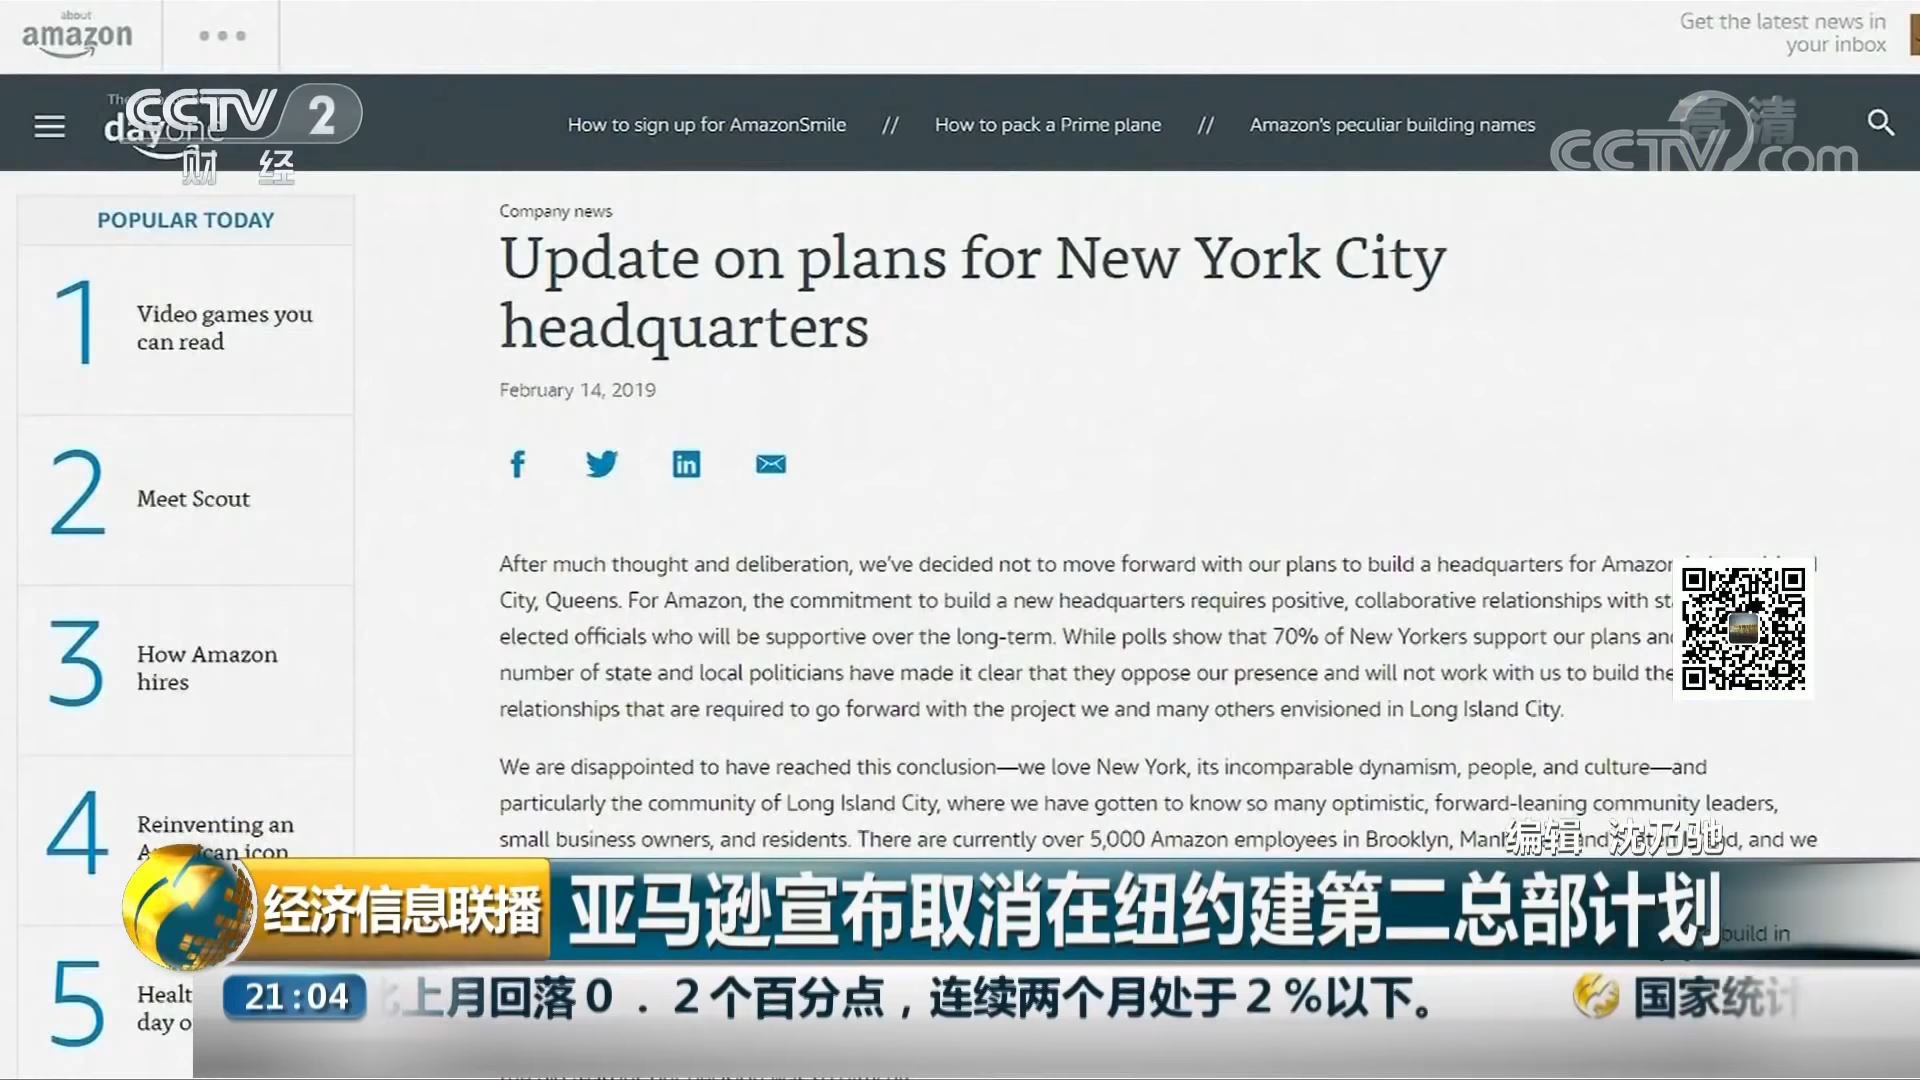 about
amazon
Get the latest news in
your inbox
CCTV 2
财 经
day one
How to sign up for AmazonSmile // How to pack a Prime plane // Amazon's peculiar building names
高清
CCTV.com
POPULAR TODAY
1
Video games you
can read
2
Meet Scout
3
How Amazon
hires
4
Reinventing an
icon
5
day
Company news
Update on plans for New York City
headquarters
February 14, 2019
After much thought and deliberation, we've decided not to move forward with our plans to build a headquarters for Amazon
City, Queens. For Amazon, the commitment to build a new headquarters requires positive, collaborative relationships with
elected officials who will be supportive over the long-term. While polls show that 70% of New Yorkers support our plans
number of state and local politicians have made it clear that they oppose our presence and will not work with us to build the
relationships that are required to go forward with the project we and many others envisioned in Long Island City.
We are disappointed to have reached this conclusion—we love New York, its incomparable dynamism, people, and culture—and
particularly the community of Long Island City, where we have gotten to know so many optimistic, forward-leaning community leaders,
small business owners, and residents. There are currently over 5,000 Amazon employees in Brooklyn, and we
编辑 沈乃驰
build in
经济信息联播
亚马逊宣布取消在纽约建第二总部计划
21:04
上月回落0.2个百分点，连续两个月处于2%以下。 国家统计